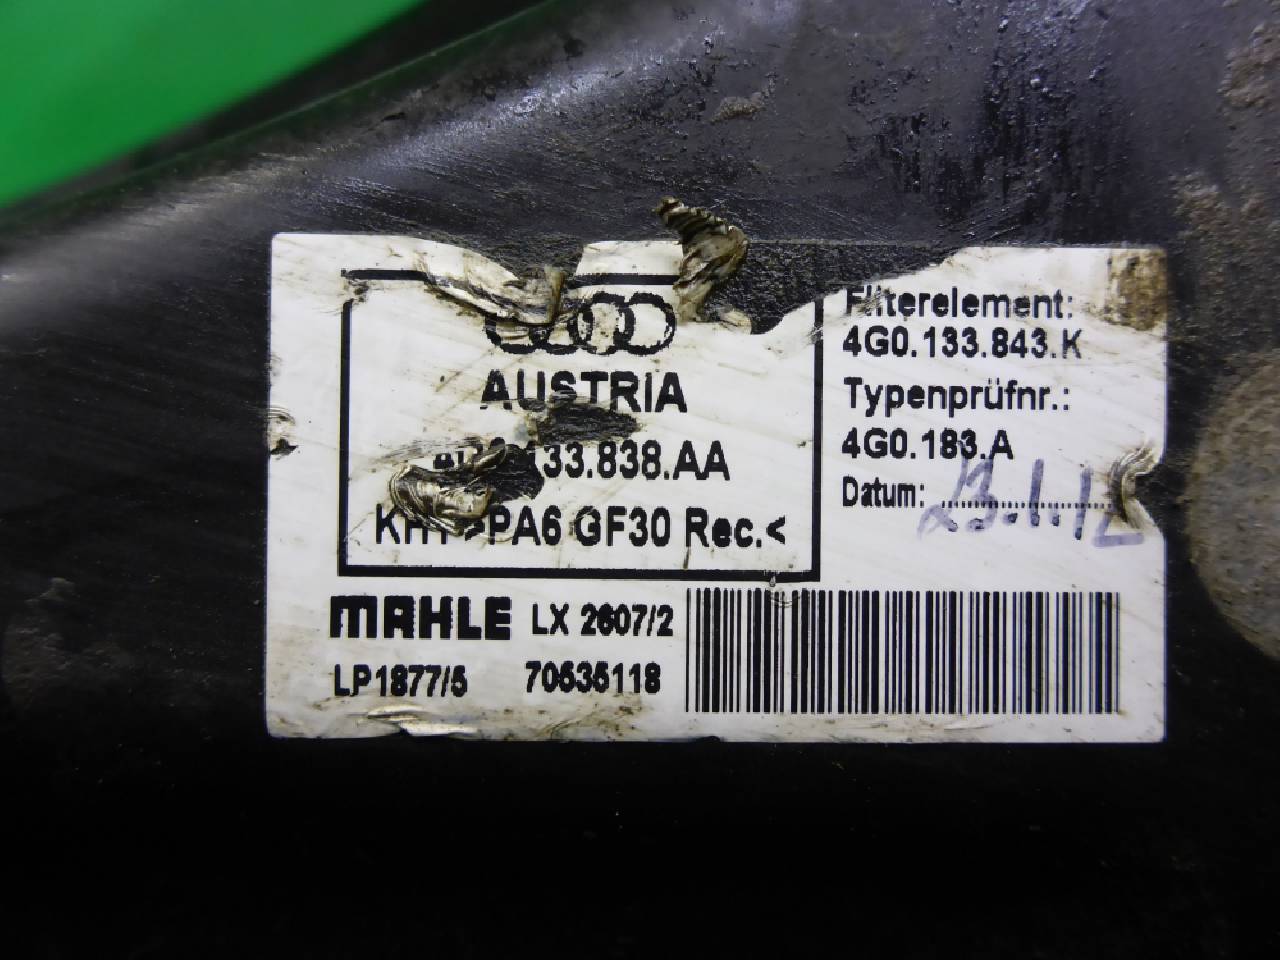 AUSTRIA
33.838.AA
>PA6 GF30 Rec.<
MAHLE LX 2607/2
LP1877/5 70535118
Filterelement:
4G0.133.843.K
Typenprüfnr.:
4G0.183.A
Datum: 23.1.12